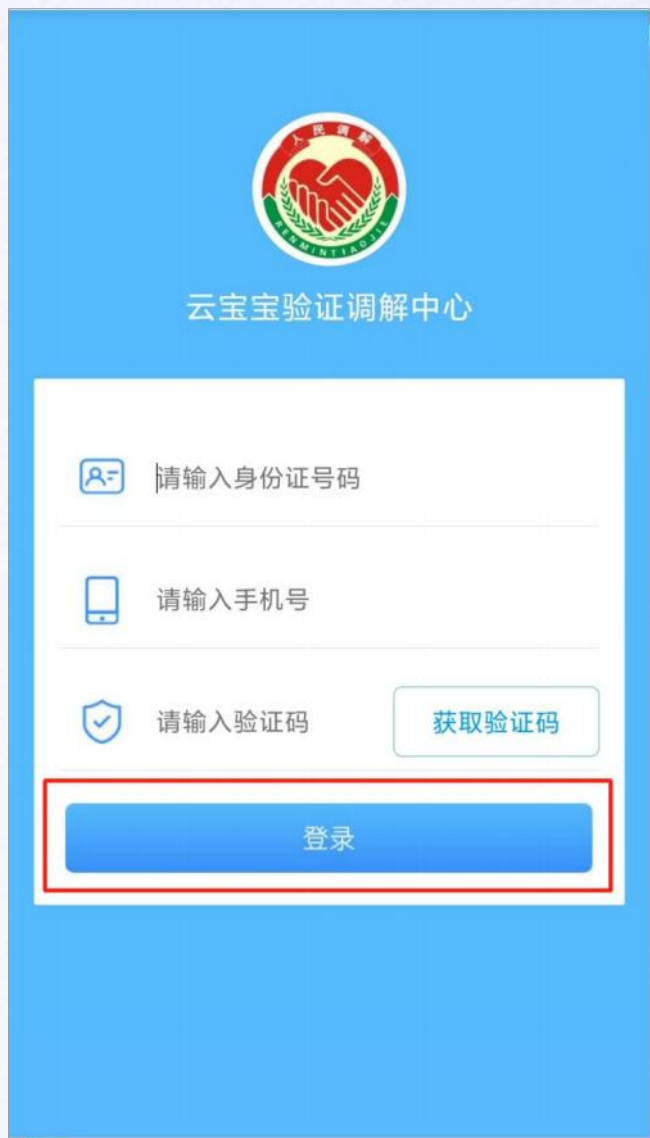 人民调解
RENMINTIAOJIE
云宝宝验证调解中心
请输入身份证号码
请输入手机号
请输入验证码 获取验证码
登录